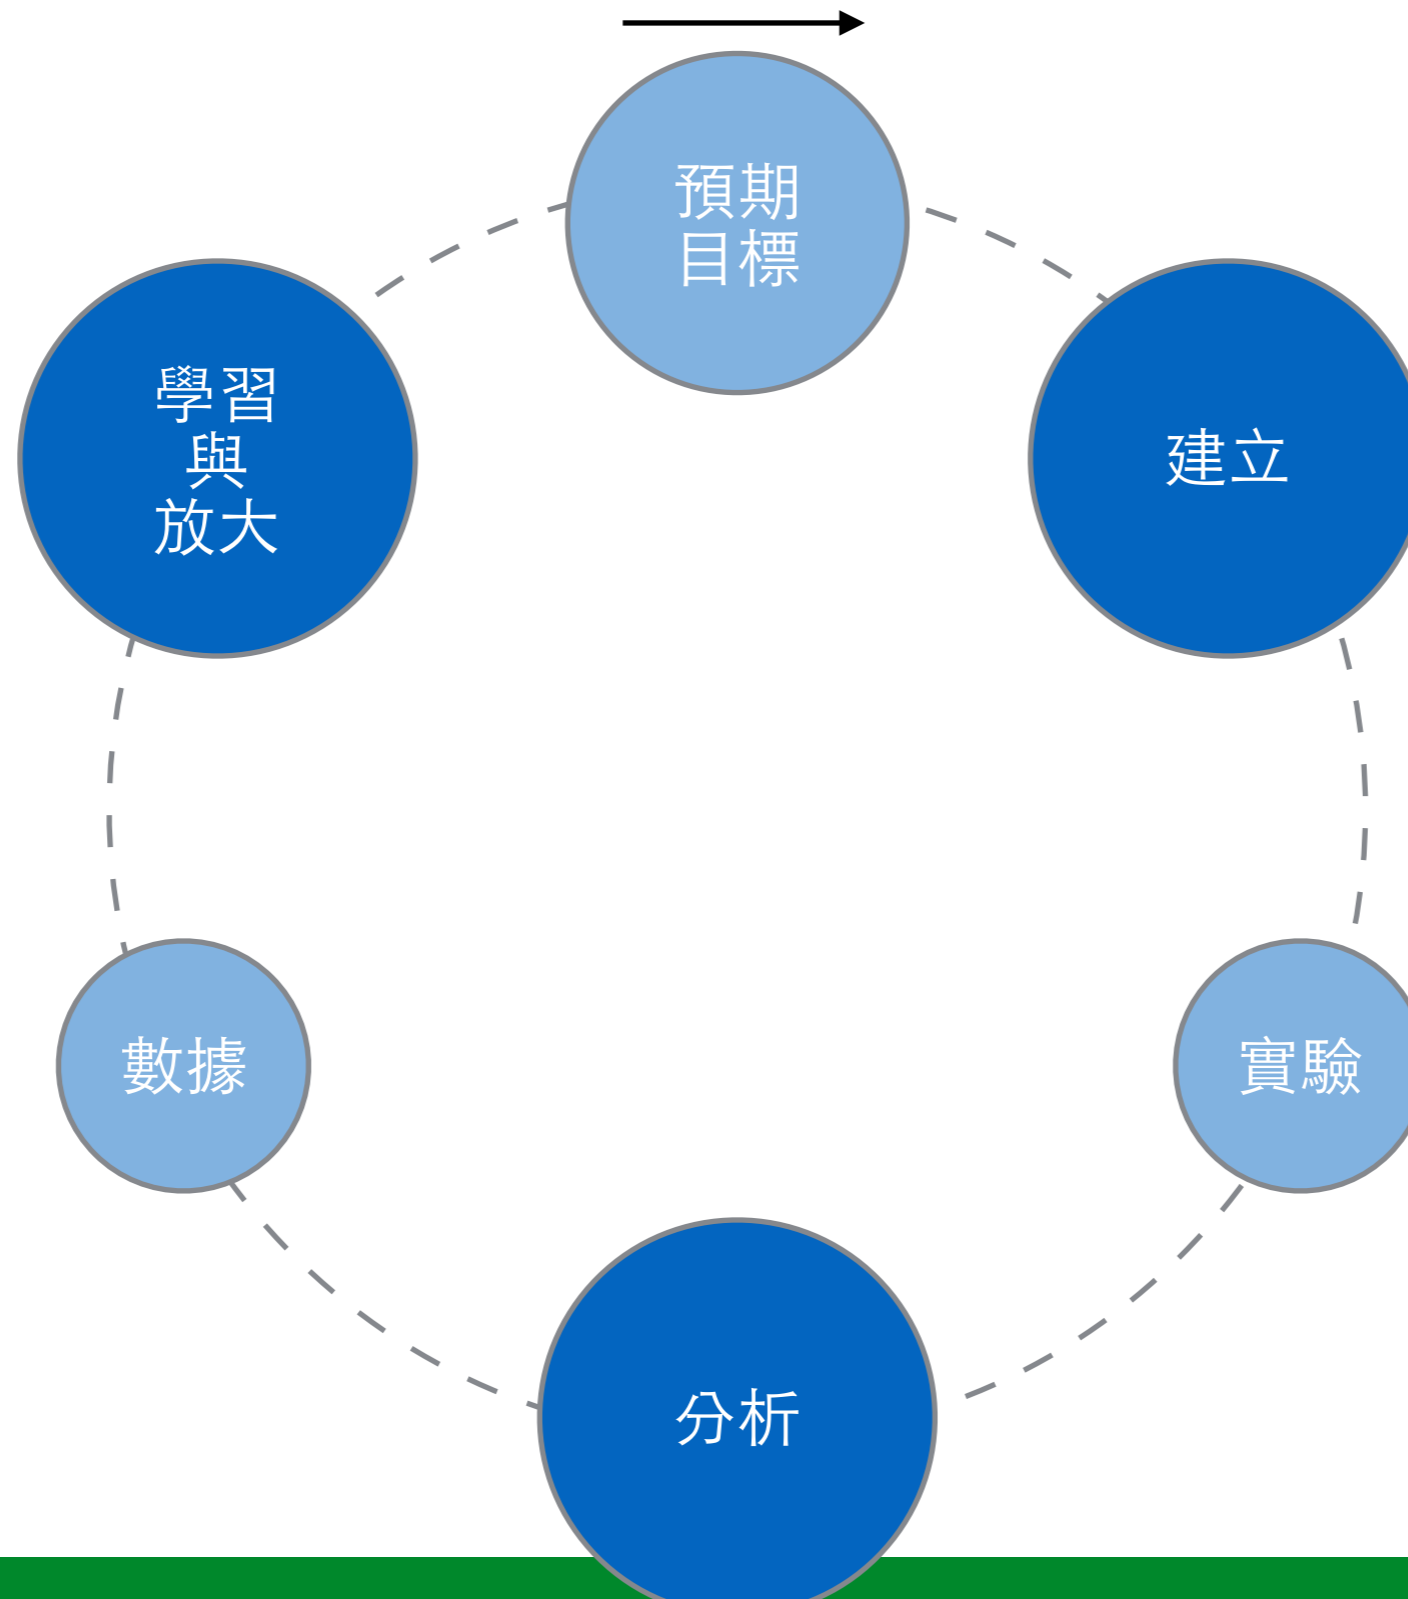 預期
目標
學習
與
放大
建立
數據
實驗
分析